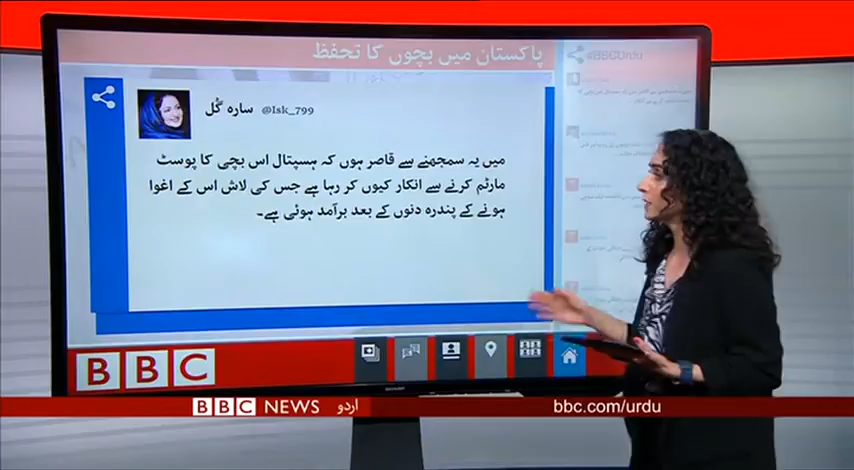 پاکستان میں بچوں کا تحفظ
#BBCUrdu
سارہ گُل @Isk_799
میں یہ سمجھنے سے قاصر ہوں کہ ہسپتال اس بچی کا پوسٹ
مارٹم کرنے سے انکار کیوں کر رہا ہے جس کی لاش اس کے اغوا
ہونے کے پندرہ دنوں کے بعد برآمد ہوئی ہے۔
BBC
BBC NEWS اردو
bbc.com/urdu